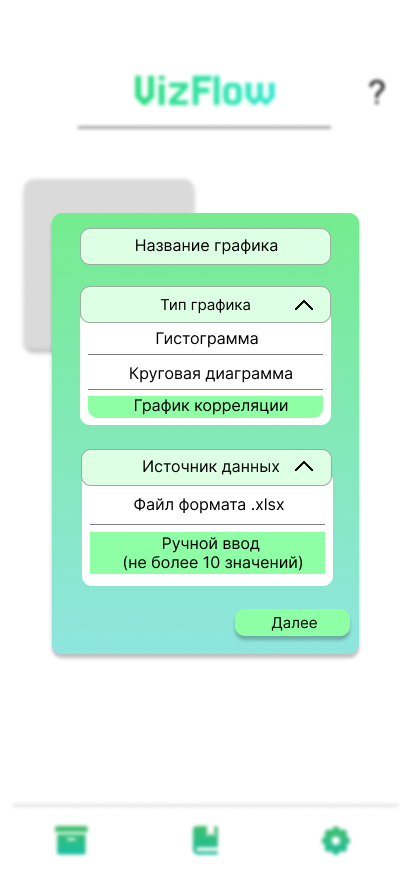 VizFlow
?
Название графика
Тип графика
Гистограмма
Круговая диаграмма
График корреляции
Источник данных
Файл формата .xlsx
Ручной ввод
(не более 10 значений)
Далее